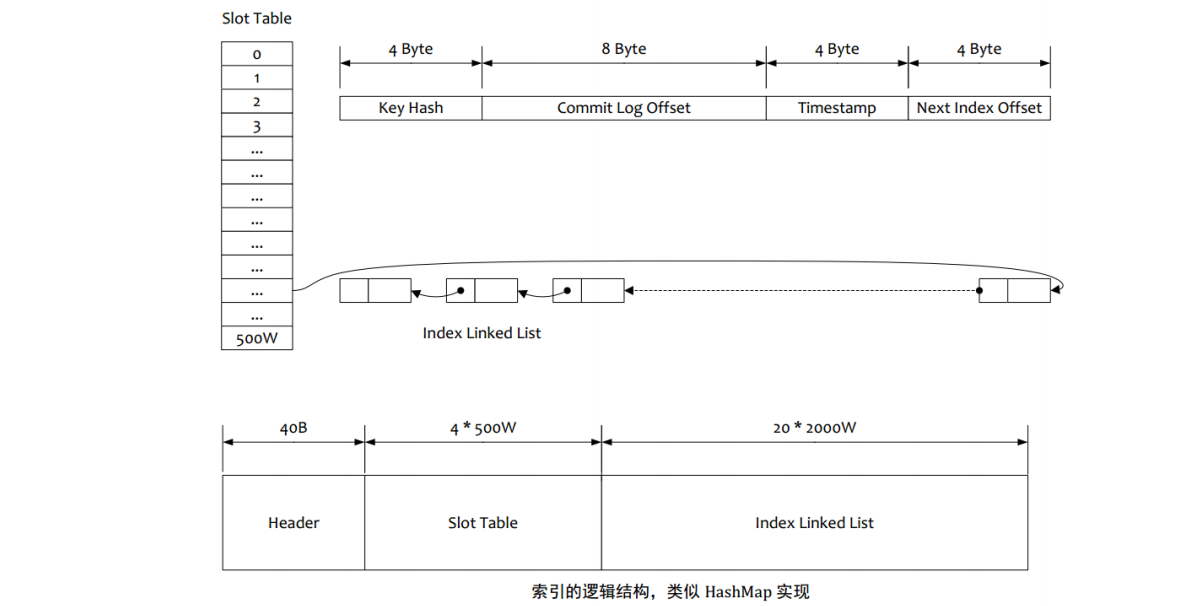 Slot Table
0
1
2
3
...
...
...
...
...
...
...
...
500W
4 Byte 8 Byte 4 Byte 4 Byte
Key Hash Commit Log Offset Timestamp Next Index Offset
Index Linked List
40B 4 * 500W 20 * 2000W
Header Slot Table Index Linked List
索引的逻辑结构，类似 HashMap 实现